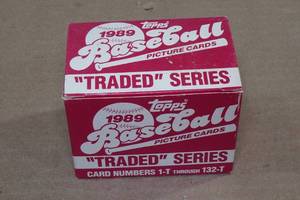 topps
1989
Baseball
PICTURE CARDS
"TRADED" SERIES
topps
1989
Baseball
PICTURE CARDS
"TRADED" SERIES
CARD NUMBERS 1-T THROUGH 132-T